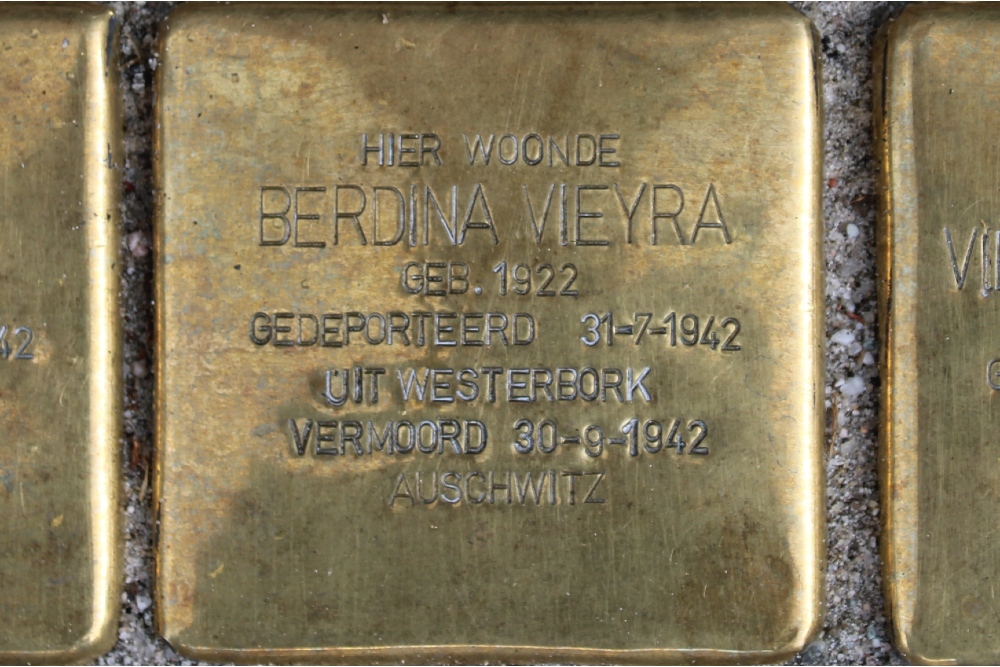 HIER WOONDE
BERDINA VIEYRA
GEB. 1922
GEDEPORTEERD 31-7-1942
UIT WESTERBORK
VERMOORD 30-9-1942
AUSCHWITZ